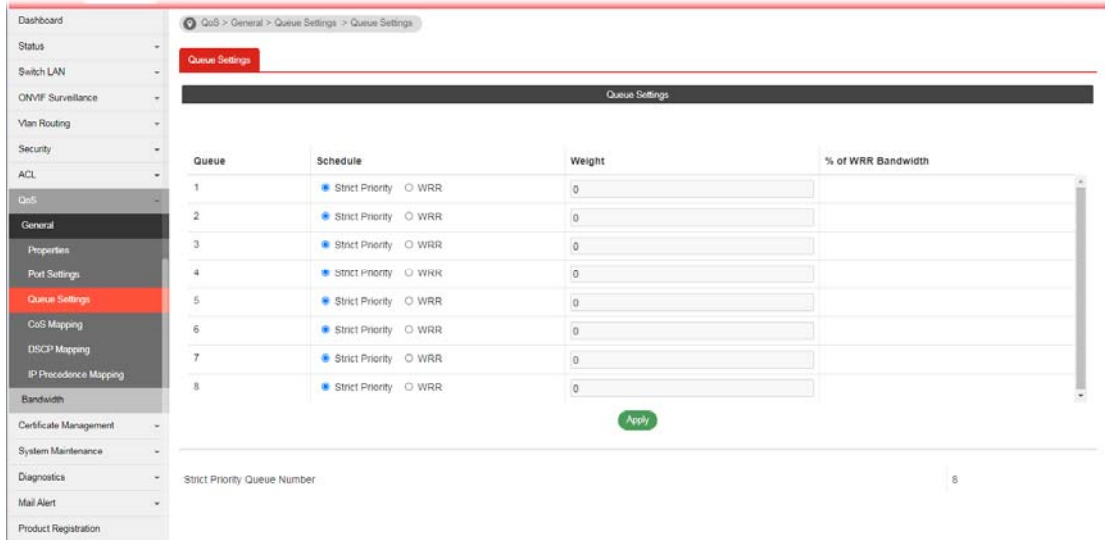 Dashboard
QoS > General > Queue Settings > Queue Settings
Status
Switch LAN
ONVIF Surveillance
Vlan Routing
Security
ACL
QoS
General
Properties
Port Settings
Queue Settings
CoS Mapping
DSCP Mapping
IP Precedence Mapping
Bandwidth
Certificate Management
System Maintenance
Diagnostics
Mail Alert
Product Registration
Queue Settings
Queue Settings
Queue Schedule Weight % of WRR Bandwidth
1 Strict Priority WRR 0
2 Strict Priority WRR 0
3 Strict Priority WRR 0
4 Strict Priority WRR 0
5 Strict Priority WRR 0
6 Strict Priority WRR 0
7 Strict Priority WRR 0
8 Strict Priority WRR 0
Apply
Strict Priority Queue Number 8